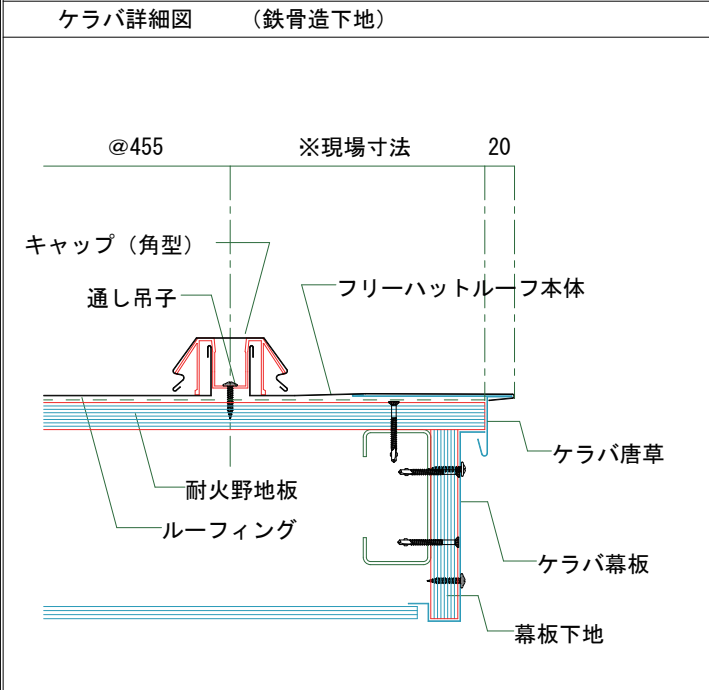 ケラバ詳細図　（鉄骨造下地）
@455　※現場寸法　20
キャップ（角型）
フリーハットルーフ本体
通し吊子
ケラバ唐草
耐火野地板
ルーフィング
ケラバ幕板
幕板下地